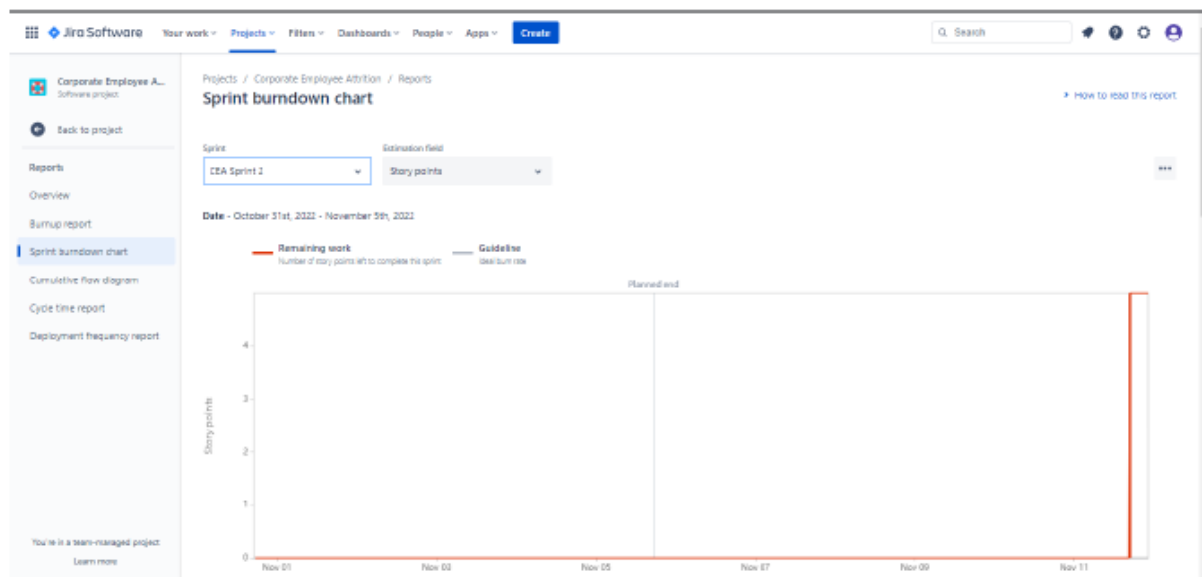 Jira Software Your work Projects Filters Dashboards People Apps Create Search
Corporate Employee A...
Software project
Back to project
Reports
Overview
Burnup report
Sprint burndown chart
Cumulative flow diagram
Cycle time report
Deployment frequency report
You're in a team-managed project
Learn more
Projects / Corporate Employee Attrition / Reports
Sprint burndown chart
How to read this report
Sprint Estimation field
CEA Sprint 2 Story points
Date - October 31st, 2022 - November 5th, 2022
Remaining work Guideline
Number of story points left to complete this sprint Ideal burn rate
Planned end
Story points
4
3
2
1
0
Nov 01 Nov 03 Nov 05 Nov 07 Nov 09 Nov 11